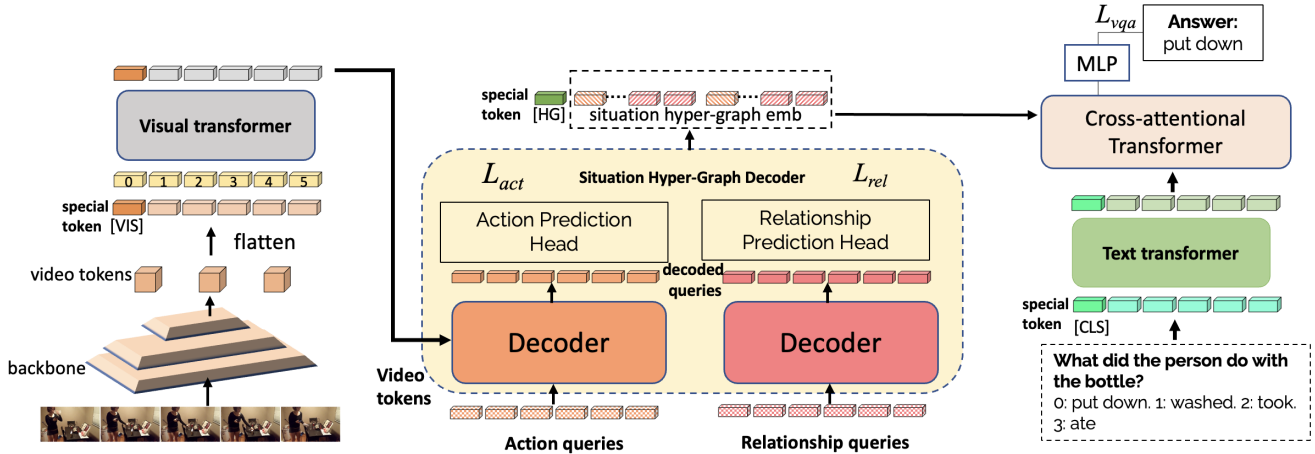 Visual transformer
0 1 2 3 4 5
special
token
[VIS]
flatten
video tokens
backbone
special
token
[HG]
situation hyper-graph emb
L_act
Situation Hyper-Graph Decoder
L_rel
Action Prediction
Head
Relationship
Prediction Head
decoded
queries
Decoder
Decoder
Video
tokens
Action queries
Relationship queries
L_vqa
Answer:
put down
MLP
Cross-attentional
Transformer
Text transformer
special
token
[CLS]
What did the person do with
the bottle?
0: put down. 1: washed. 2: took.
3: ate